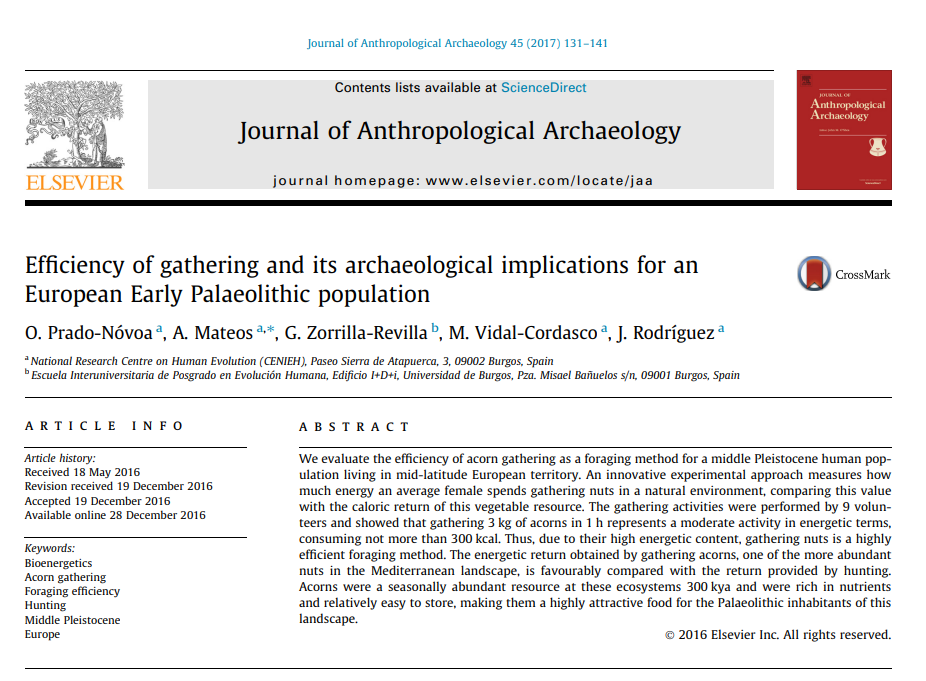 Journal of Anthropological Archaeology 45 (2017) 131–141
Contents lists available at ScienceDirect
Journal of Anthropological Archaeology
journal homepage: www.elsevier.com/locate/jaa
ELSEVIER
JOURNAL OF
Anthropological
Archaeology
Efficiency of gathering and its archaeological implications for an
European Early Palaeolithic population
CrossMark
O. Prado-Nóvoa a, A. Mateos a,*, G. Zorrilla-Revilla b, M. Vidal-Cordasco a, J. Rodríguez a
a National Research Centre on Human Evolution (CENIEH), Paseo Sierra de Atapuerca, 3, 09002 Burgos, Spain
b Escuela Interuniversitaria de Posgrado en Evolución Humana, Edificio I+D+i, Universidad de Burgos, Pza. Misael Bañuelos s/n, 09001 Burgos, Spain
ARTICLE INFO
Article history:
Received 18 May 2016
Revision received 19 December 2016
Accepted 19 December 2016
Available online 28 December 2016
Keywords:
Bioenergetics
Acorn gathering
Foraging efficiency
Hunting
Middle Pleistocene
Europe
ABSTRACT
We evaluate the efficiency of acorn gathering as a foraging method for a middle Pleistocene human pop-
ulation living in mid-latitude European territory. An innovative experimental approach measures how
much energy an average female spends gathering nuts in a natural environment, comparing this value
with the caloric return of this vegetable resource. The gathering activities were performed by 9 volun-
teers and showed that gathering 3 kg of acorns in 1 h represents a moderate activity in energetic terms,
consuming not more than 300 kcal. Thus, due to their high energetic content, gathering nuts is a highly
efficient foraging method. The energetic return obtained by gathering acorns, one of the more abundant
nuts in the Mediterranean landscape, is favourably compared with the return provided by hunting.
Acorns were a seasonally abundant resource at these ecosystems 300 kya and were rich in nutrients
and relatively easy to store, making them a highly attractive food for the Palaeolithic inhabitants of this
landscape.
© 2016 Elsevier Inc. All rights reserved.